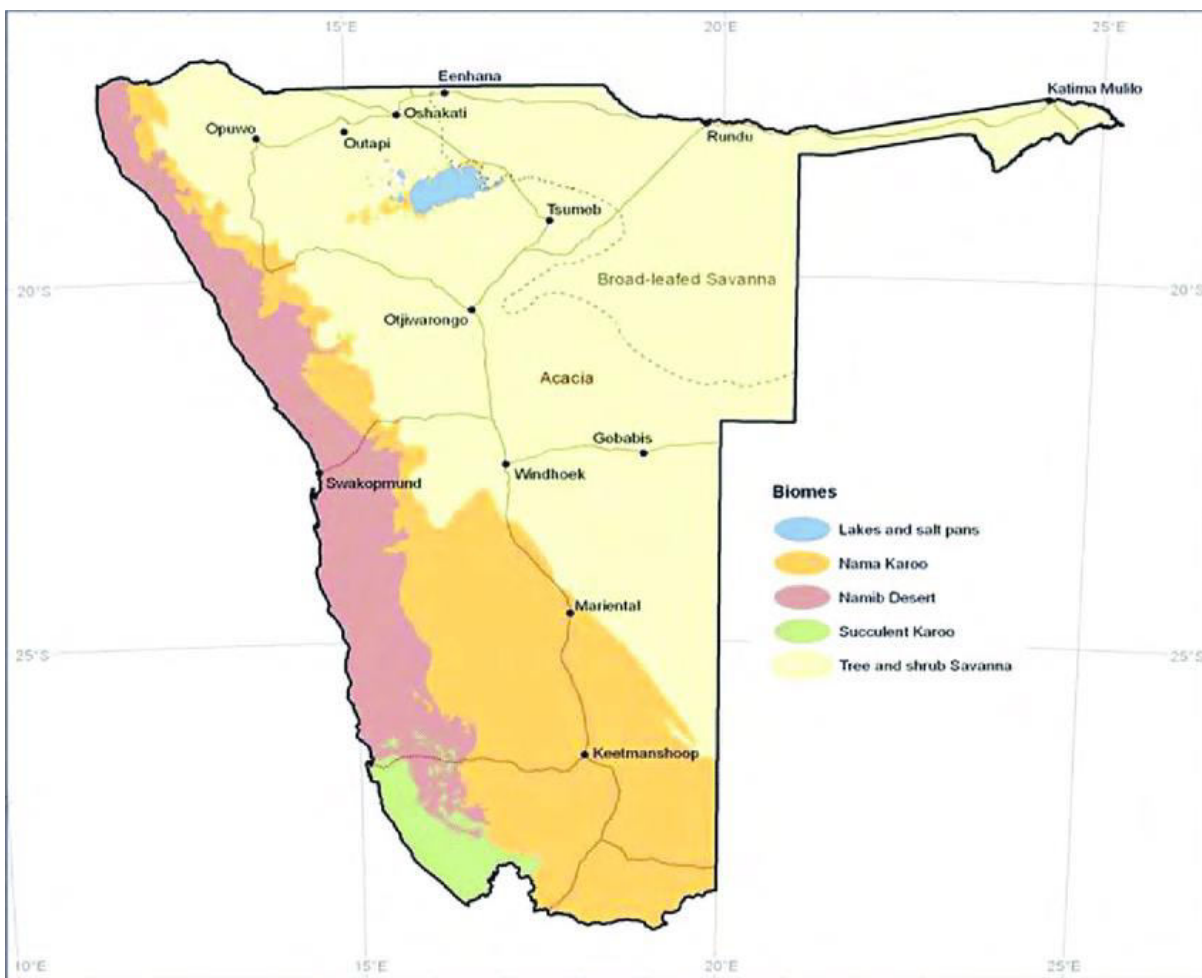 15°E
20°E
25°E
Eenhana
Katima Mulilo
Oshakati
Opuwo
Outapi
Rundu
Tsumeb
Broad-leafed Savanna
20°S
20°S
Otjiwarongo
Acacia
Gobabis
Windhoek
Swakopmund
Biomes
Lakes and salt pans
Nama Karoo
Namib Desert
Mariental
Succulent Karoo
25°S
25°S
Tree and shrub Savanna
Keetmanshoop
10°E
15°E
20°E
25°E